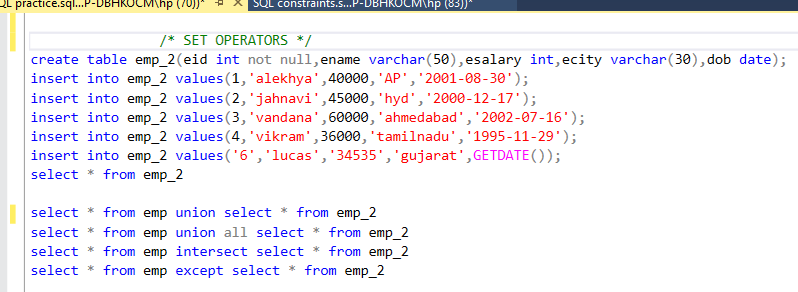 QL practice.sql...P-DBHKOCM\hp (70))* SQL constraints.s...P-DBHKOCM\hp (83))*
/* SET OPERATORS */
create table emp_2(eid int not null,ename varchar(50),esalary int,ecity varchar(30),dob date);
insert into emp_2 values(1,'alekhya',40000,'AP','2001-08-30');
insert into emp_2 values(2,'jahnavi',45000,'hyd','2000-12-17');
insert into emp_2 values(3,'vandana',60000,'ahmedabad','2002-07-16');
insert into emp_2 values(4,'vikram',36000,'tamilnadu','1995-11-29');
insert into emp_2 values('6','lucas','34535','gujarat',GETDATE());
select * from emp_2
select * from emp union select * from emp_2
select * from emp union all select * from emp_2
select * from emp intersect select * from emp_2
select * from emp except select * from emp_2